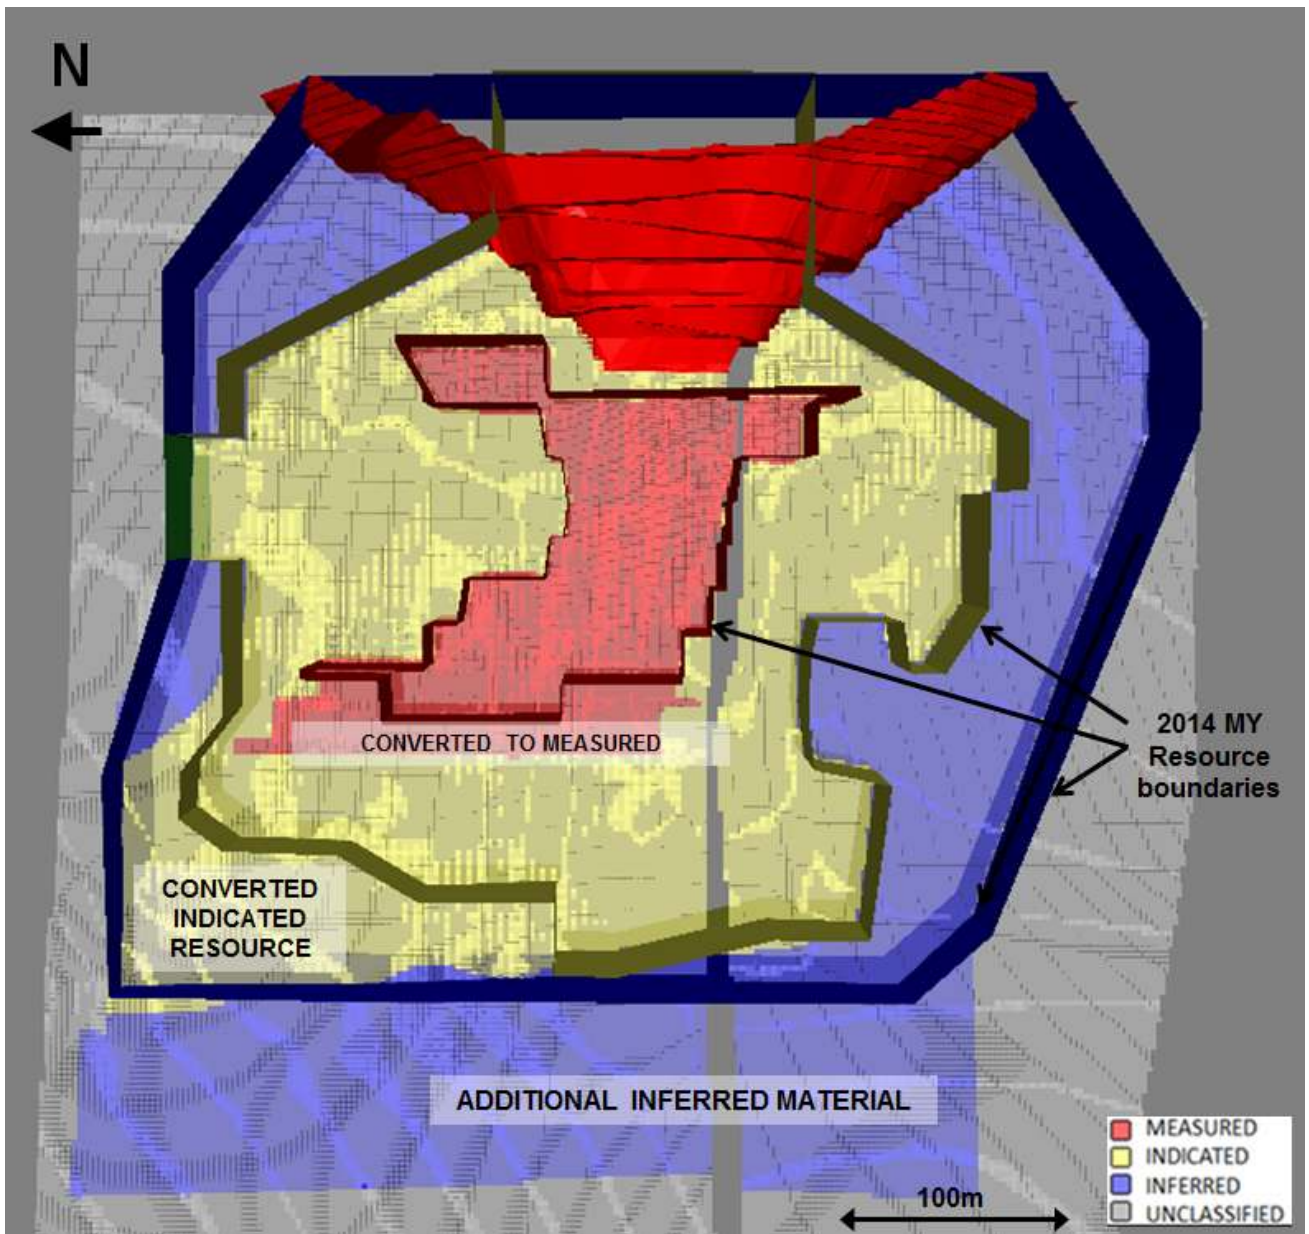 N
CONVERTED TO MEASURED
2014 MY
Resource
boundaries
CONVERTED
INDICATED
RESOURCE
ADDITIONAL INFERRED MATERIAL
MEASURED
INDICATED
INFERRED
UNCLASSIFIED
100m